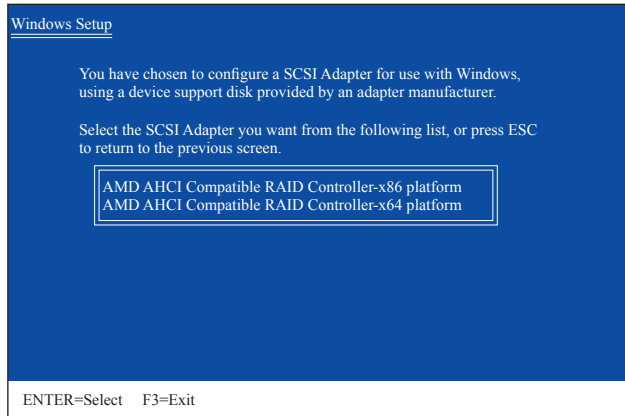 Windows Setup
You have chosen to configure a SCSI Adapter for use with Windows,
using a device support disk provided by an adapter manufacturer.
Select the SCSI Adapter you want from the following list, or press ESC
to return to the previous screen.
AMD AHCI Compatible RAID Controller-x86 platform
AMD AHCI Compatible RAID Controller-x64 platform
ENTER=Select F3=Exit